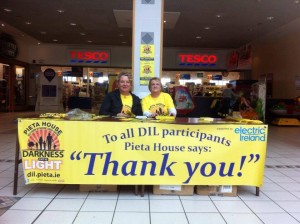 TESCO
TESCO
PIETA HOUSE
DARKNESS
INTO
LIGHT
dil.pieta.ie
To all DIL participants
Pieta House says:
"Thank you!"
electric
Ireland